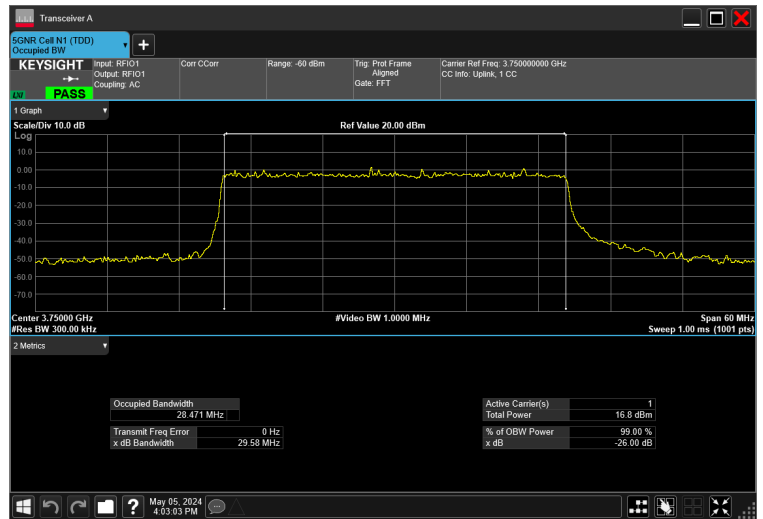 Transceiver A
5GNR Cell N1 (TDD)
Occupied BW
KEYSIGHT
LXI
PASS
Input: RFIO1
Output: RFIO1
Coupling: AC
Corr CCorr
Range: -60 dBm
Trig: Prot Frame
Aligned
Gate: FFT
Carrier Ref Freq: 3.750000000 GHz
CC Info: Uplink, 1 CC
1 Graph
Scale/Div 10.0 dB
Ref Value 20.00 dBm
Log
10.0
0.00
-10.0
-20.0
-30.0
-40.0
-50.0
-60.0
-70.0
Center 3.75000 GHz
#Video BW 1.0000 MHz
Span 60 MHz
#Res BW 300.00 kHz
Sweep 1.00 ms (1001 pts)
2 Metrics
Occupied Bandwidth
28.471 MHz
Transmit Freq Error 0 Hz
x dB Bandwidth 29.58 MHz
Active Carrier(s) 1
Total Power 16.8 dBm
% of OBW Power 99.00 %
x dB -26.00 dB
May 05, 2024
4:03:03 PM